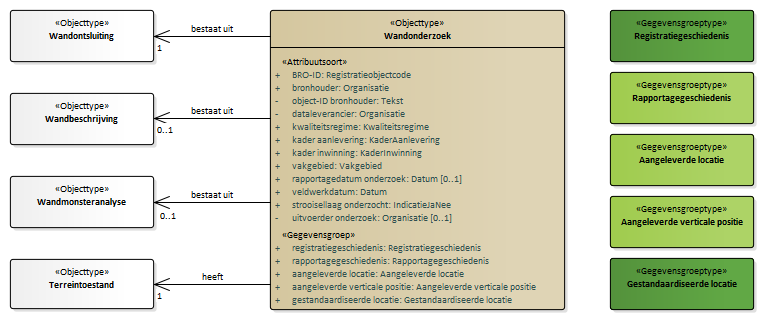 «Objecttype»
Wandontsluiting
bestaat uit
1
«Objecttype»
Wandbeschrijving
bestaat uit
0..1
«Objecttype»
Wandmonsteranalyse
bestaat uit
0..1
«Objecttype»
Terreintoestand
heeft
1
«Objecttype»
Wandonderzoek
«Attribuutsoort»
+ BRO-ID: Registratieobjectcode
+ bronhouder: Organisatie
- object-ID bronhouder: Tekst
- dataleverancier: Organisatie
+ kwaliteitsregime: Kwaliteitsregime
+ kader aanlevering: KaderAanlevering
+ kader inwinning: KaderInwinning
+ vakgebied: Vakgebied
+ rapportagedatum onderzoek: Datum [0..1]
+ veldwerkdatum: Datum
+ strooisellaag onderzocht: IndicatieJaNee
- uitvoerder onderzoek: Organisatie [0..1]
«Gegevensgroep»
+ registratiegeschiedenis: Registratiegeschiedenis
+ rapportagegeschiedenis: Rapportagegeschiedenis
+ aangeleverde locatie: Aangeleverde locatie
+ aangeleverde verticale positie: Aangeleverde verticale positie
+ gestandaardiseerde locatie: Gestandaardiseerde locatie
«Gegevensgroeptype»
Registratiegeschiedenis
«Gegevensgroeptype»
Rapportagegeschiedenis
«Gegevensgroeptype»
Aangeleverde locatie
«Gegevensgroeptype»
Aangeleverde verticale positie
«Gegevensgroeptype»
Gestandaardiseerde locatie